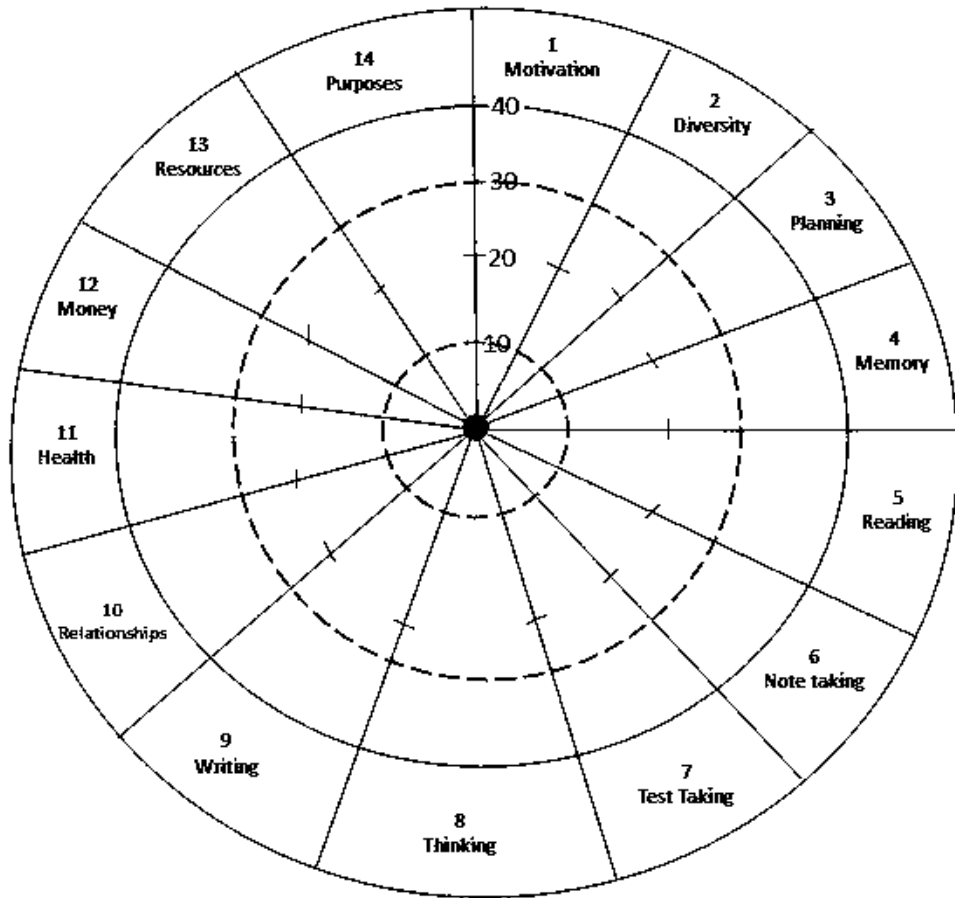 1
Motivation
2
Diversity
3
Planning
4
Memory
5
Reading
6
Note taking
7
Test Taking
8
Thinking
9
Writing
10
Relationships
11
Health
12
Money
13
Resources
14
Purposes
40
30
20
10